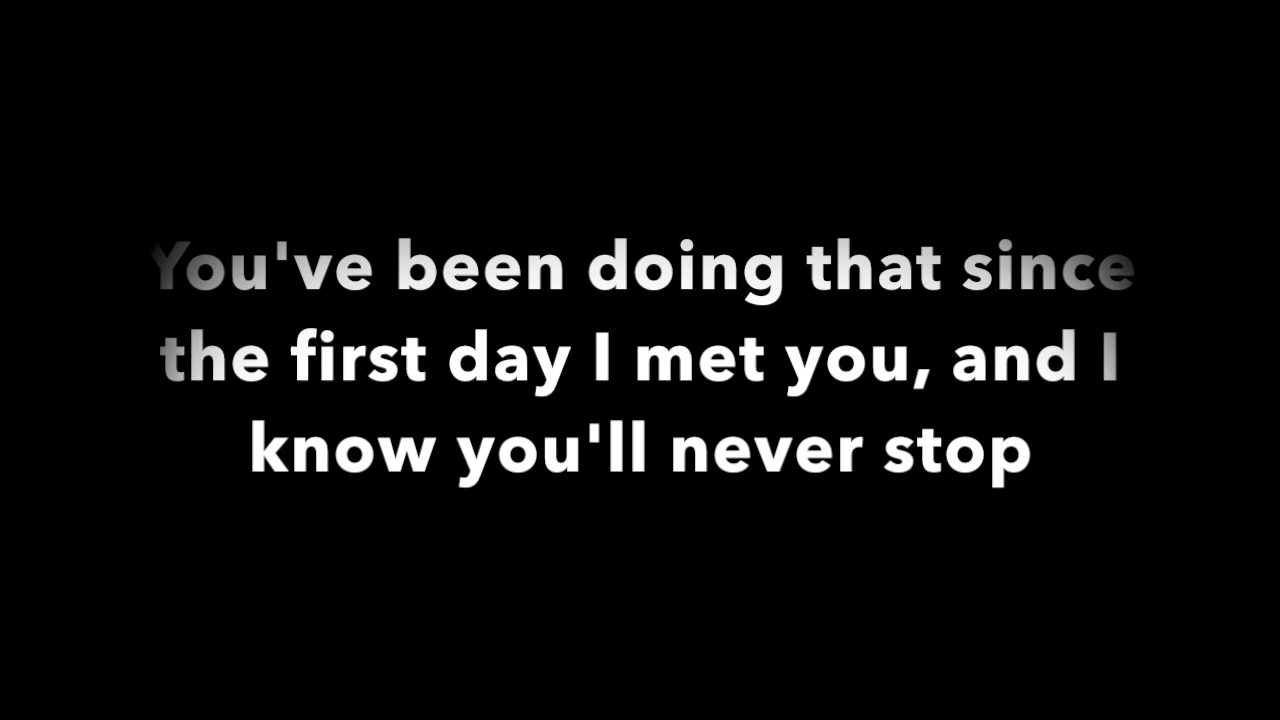 You've been doing that since
the first day I met you, and I
know you'll never stop